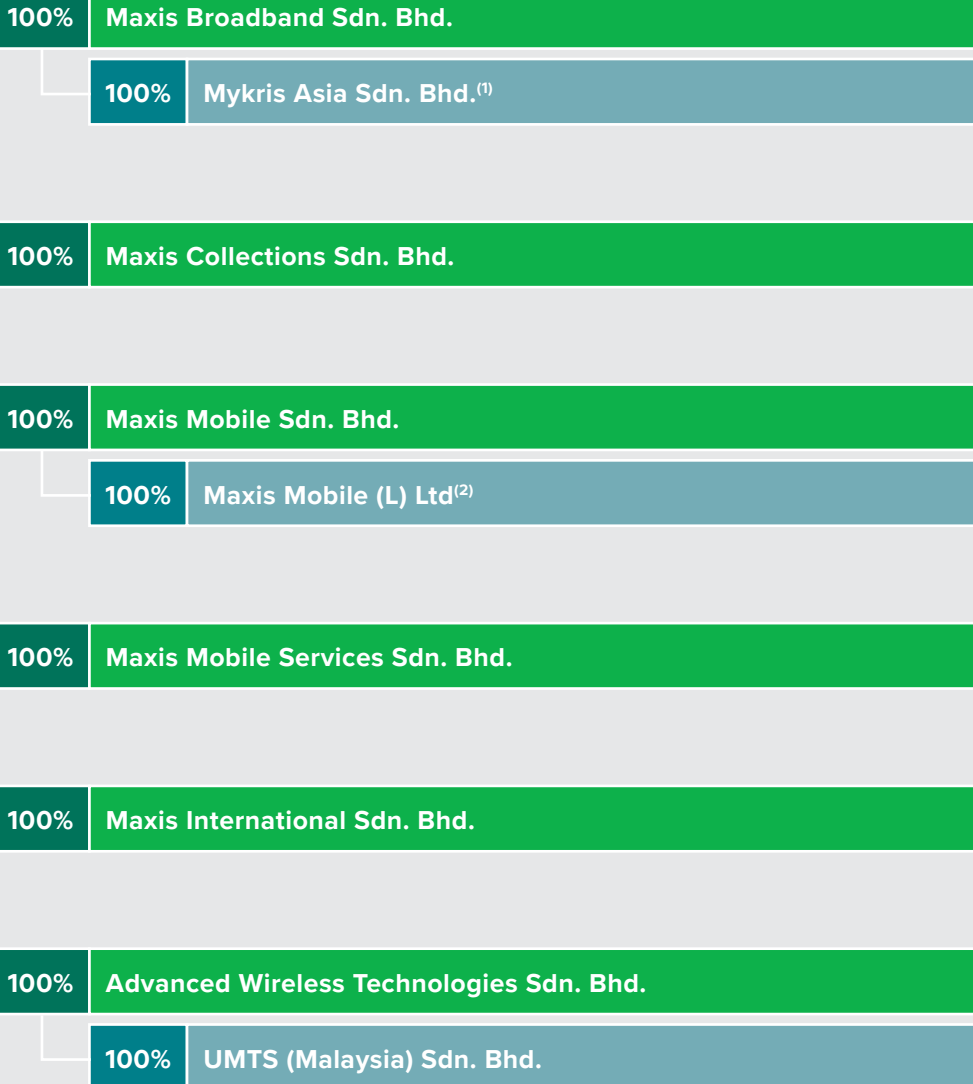 100% Maxis Broadband Sdn. Bhd.
100% Mykris Asia Sdn. Bhd.(1)
100% Maxis Collections Sdn. Bhd.
100% Maxis Mobile Sdn. Bhd.
100% Maxis Mobile (L) Ltd(2)
100% Maxis Mobile Services Sdn. Bhd.
100% Maxis International Sdn. Bhd.
100% Advanced Wireless Technologies Sdn. Bhd.
100% UMTS (Malaysia) Sdn. Bhd.